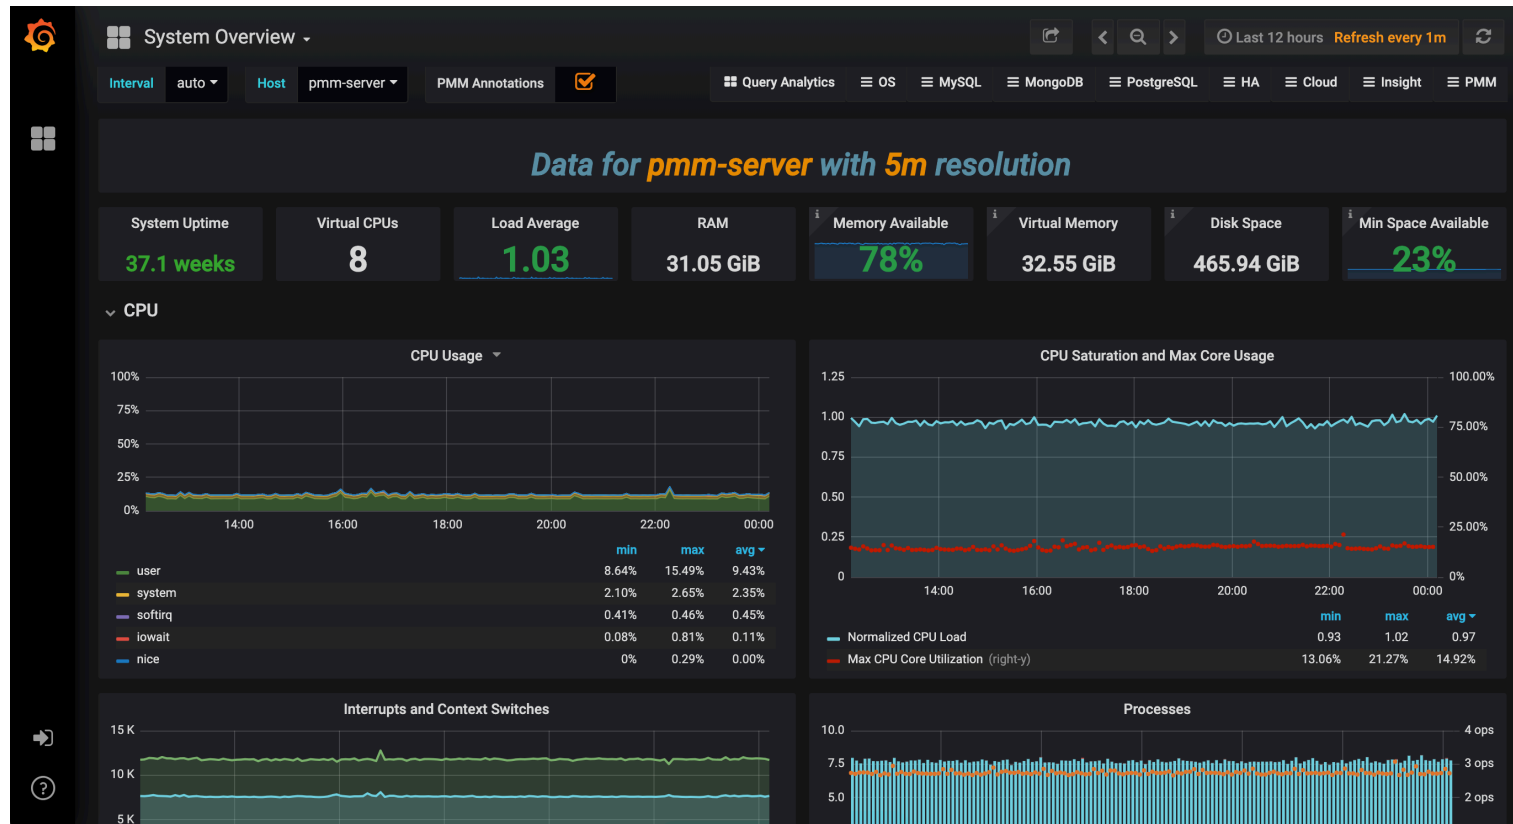 System Overview
Last 12 hours Refresh every 1m
Interval auto Host pmm-server PMM Annotations Query Analytics OS MySQL MongoDB PostgreSQL HA Cloud Insight PMM
Data for pmm-server with 5m resolution
System Uptime
37.1 weeks
Virtual CPUs
8
Load Average
1.03
RAM
31.05 GiB
Memory Available
78%
Virtual Memory
32.55 GiB
Disk Space
465.94 GiB
Min Space Available
23%
CPU
CPU Usage
100%
75%
50%
25%
0%
14:00 16:00 18:00 20:00 22:00 00:00
min max avg
user 8.64% 15.49% 9.43%
system 2.10% 2.65% 2.35%
softirq 0.41% 0.46% 0.45%
iowait 0.08% 0.81% 0.11%
nice 0% 0.29% 0.00%
CPU Saturation and Max Core Usage
1.25 100.00%
1.00
75.00%
0.75
50.00%
0.50
25.00%
0.25
0 0%
14:00 16:00 18:00 20:00 22:00 00:00
min max avg
Normalized CPU Load 0.93 1.02 0.97
Max CPU Core Utilization (right-y) 13.06% 21.27% 14.92%
Interrupts and Context Switches
15 K
10 K
5 K
Processes
10.0 4 ops
7.5 3 ops
5.0 2 ops